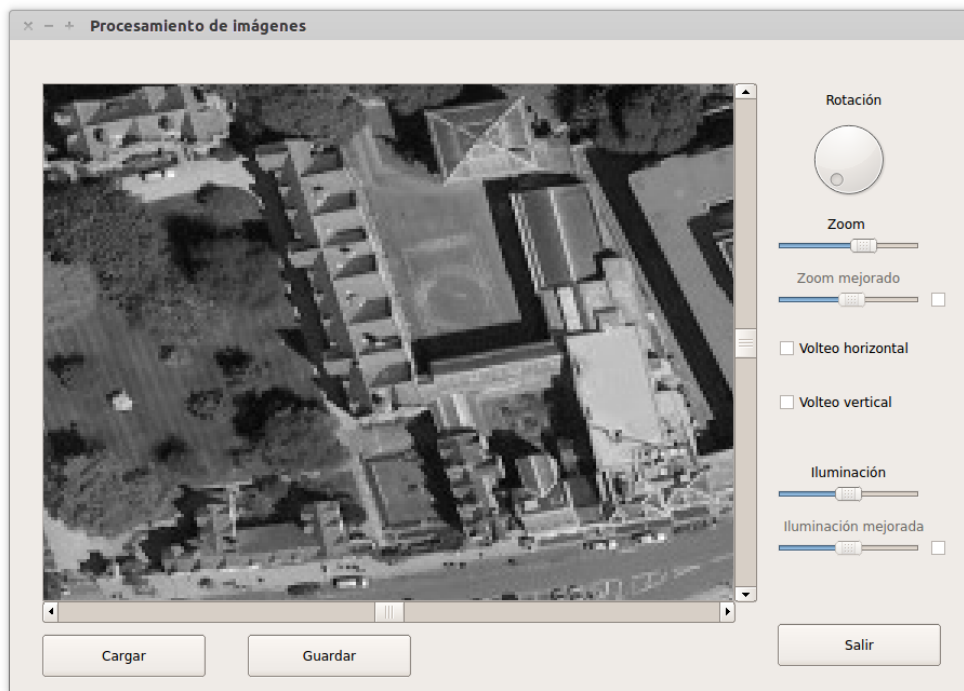 Procesamiento de imágenes
Rotación
Zoom
Zoom mejorado
Volteo horizontal
Volteo vertical
Iluminación
Iluminación mejorada
Cargar
Guardar
Salir